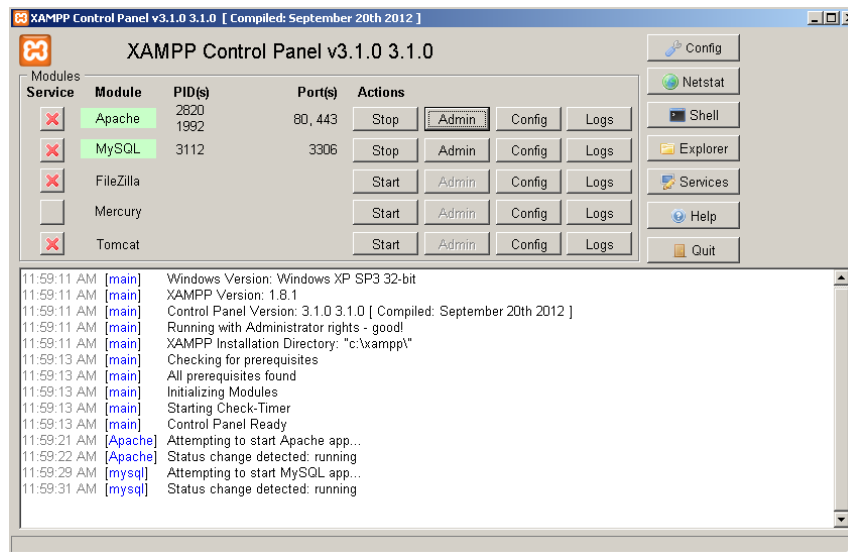 XAMPP Control Panel v3.1.0 3.1.0 [ Compiled: September 20th 2012 ]
XAMPP Control Panel v3.1.0 3.1.0
Config
Modules
Service Module PID(s) Port(s) Actions
Netstat
Apache 2820 1992 80, 443 Stop Admin Config Logs
Shell
MySQL 3112 3306 Stop Admin Config Logs
Explorer
FileZilla Start Admin Config Logs
Services
Mercury Start Admin Config Logs
Help
Tomcat Start Admin Config Logs
Quit
11:59:11 AM [main] Windows Version: Windows XP SP3 32-bit
11:59:11 AM [main] XAMPP Version: 1.8.1
11:59:11 AM [main] Control Panel Version: 3.1.0 3.1.0 [ Compiled: September 20th 2012 ]
11:59:11 AM [main] Running with Administrator rights - good!
11:59:11 AM [main] XAMPP Installation Directory: "c:\xampp\"
11:59:13 AM [main] Checking for prerequisites
11:59:13 AM [main] All prerequisites found
11:59:13 AM [main] Initializing Modules
11:59:13 AM [main] Starting Check-Timer
11:59:13 AM [main] Control Panel Ready
11:59:21 AM [Apache] Attempting to start Apache app...
11:59:22 AM [Apache] Status change detected: running
11:59:29 AM [mysql] Attempting to start MySQL app...
11:59:31 AM [mysql] Status change detected: running